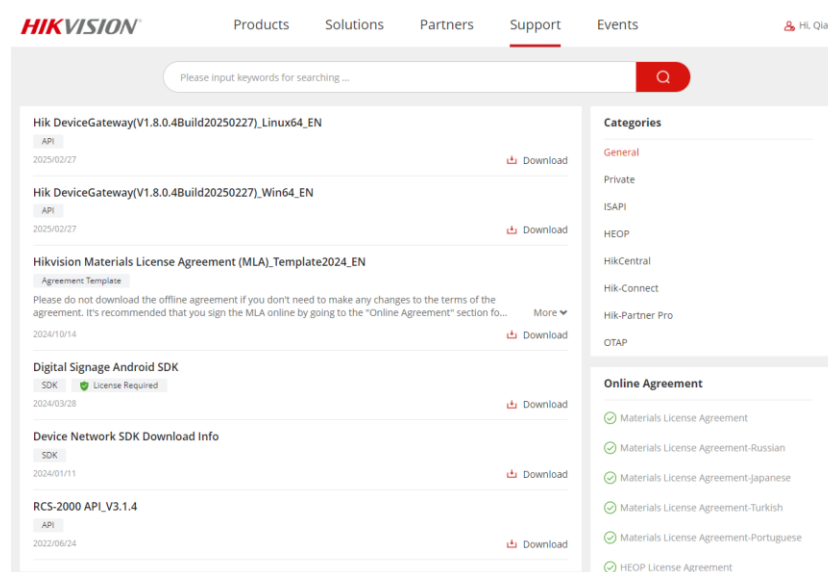 HIKVISION®
Products Solutions Partners Support Events
Hi, Qia
Please input keywords for searching ...
Hik DeviceGateway(V1.8.0.4Build20250227)_Linux64_EN
API
2025/02/27
Download
Hik DeviceGateway(V1.8.0.4Build20250227)_Win64_EN
API
2025/02/27
Download
Hikvision Materials License Agreement (MLA)_Template2024_EN
Agreement Template
Please do not download the offline agreement if you don't need to make any changes to the terms of the
agreement. It's recommended that you sign the MLA online by going to the "Online Agreement" section fo...
More
2024/10/14
Download
Digital Signage Android SDK
SDK License Required
2024/03/28
Download
Device Network SDK Download Info
SDK
2024/01/11
Download
RCS-2000 API_V3.1.4
API
2022/06/24
Download
Categories
General
Private
ISAPI
HEOP
HikCentral
Hik-Connect
Hik-Partner Pro
OTAP
Online Agreement
Materials License Agreement
Materials License Agreement-Russian
Materials License Agreement-Japanese
Materials License Agreement-Turkish
Materials License Agreement-Portuguese
HEOP License Agreement